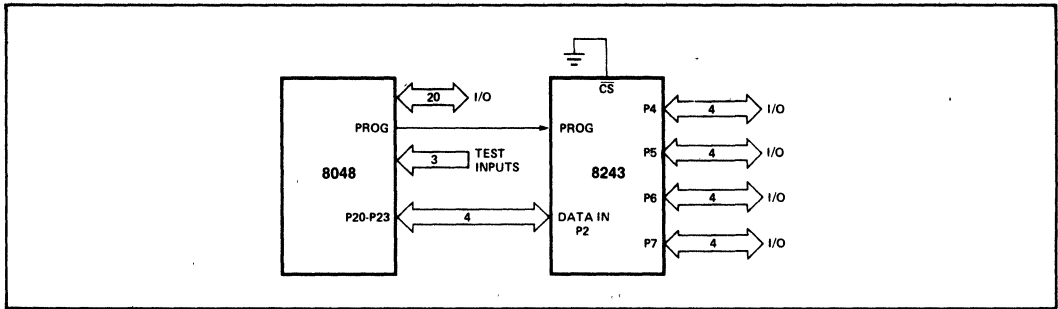 CS
20 I/O
P4 4 I/O
PROG PROG
3 TEST INPUTS
P5 4 I/O
8048 8243
P6 4 I/O
P20-P23 4 DATA IN P2
P7 4 I/O